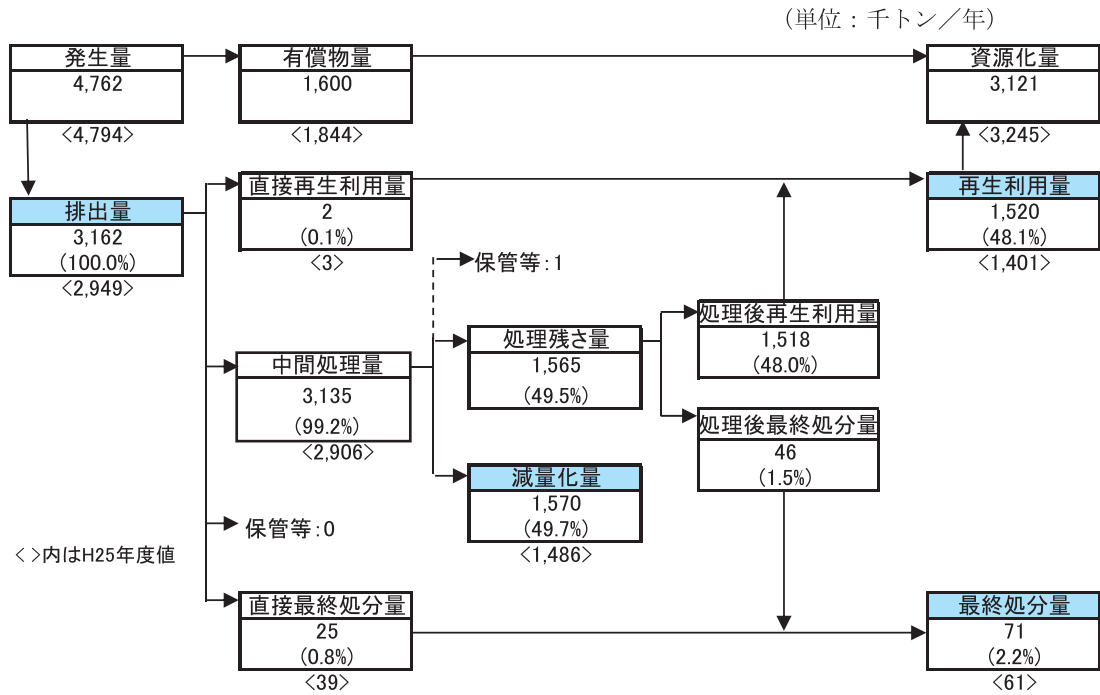 (単位：千トン／年)
発生量
4,762
<4,794>
有償物量
1,600
<1,844>
資源化量
3,121
<3,245>
排出量
3,162
(100.0%)
<2,949>
直接再生利用量
2
(0.1%)
<3>
再生利用量
1,520
(48.1%)
<1,401>
保管等:1
中間処理量
3,135
(99.2%)
<2,906>
処理残さ量
1,565
(49.5%)
処理後再生利用量
1,518
(48.0%)
処理後最終処分量
46
(1.5%)
減量化量
1,570
(49.7%)
<1,486>
保管等:0
< >内はH25年度値
直接最終処分量
25
(0.8%)
<39>
最終処分量
71
(2.2%)
<61>